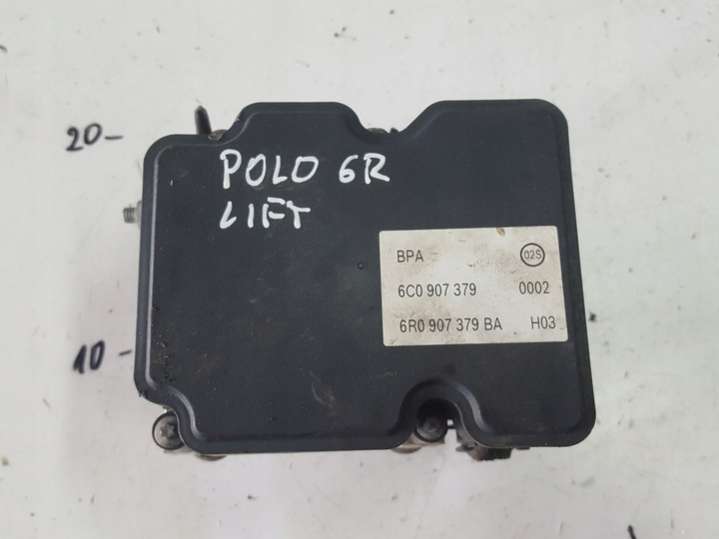 20-
POLO 6R
LIFT
BPA 02S
6C0 907 379 0002
6R0 907 379 BA H03
10-